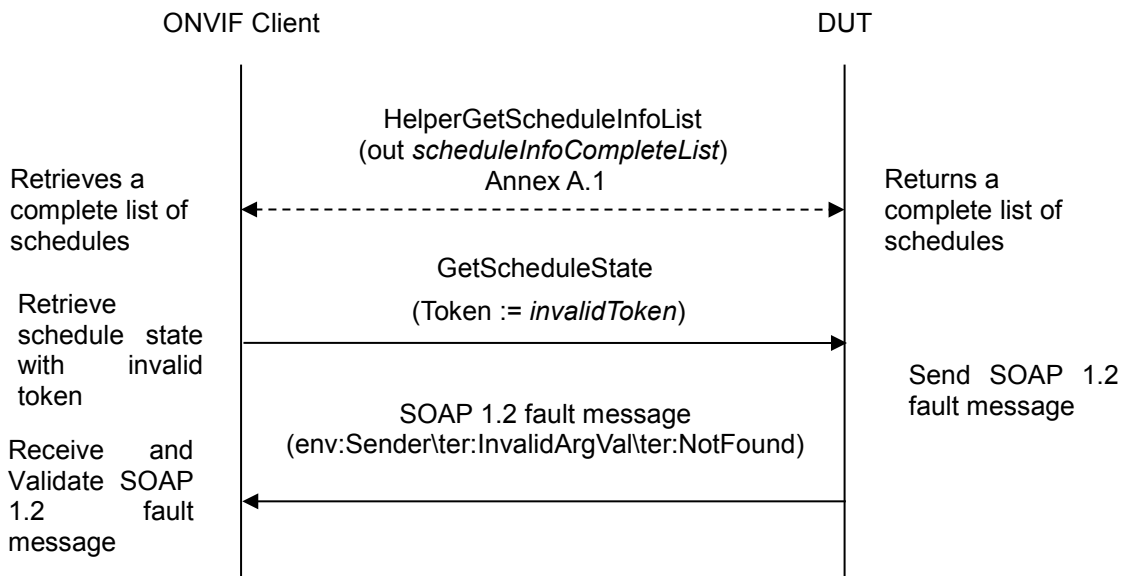 ONVIF Client
DUT
HelperGetScheduleInfoList
(out scheduleInfoCompleteList)
Annex A.1
Retrieves a
complete list of
schedules
Returns a
complete list of
schedules
GetScheduleState
(Token := invalidToken)
Retrieve
schedule state
with invalid
token
Send SOAP 1.2
fault message
SOAP 1.2 fault message
(env:Sender\ter:InvalidArgVal\ter:NotFound)
Receive and
Validate SOAP
1.2 fault
message